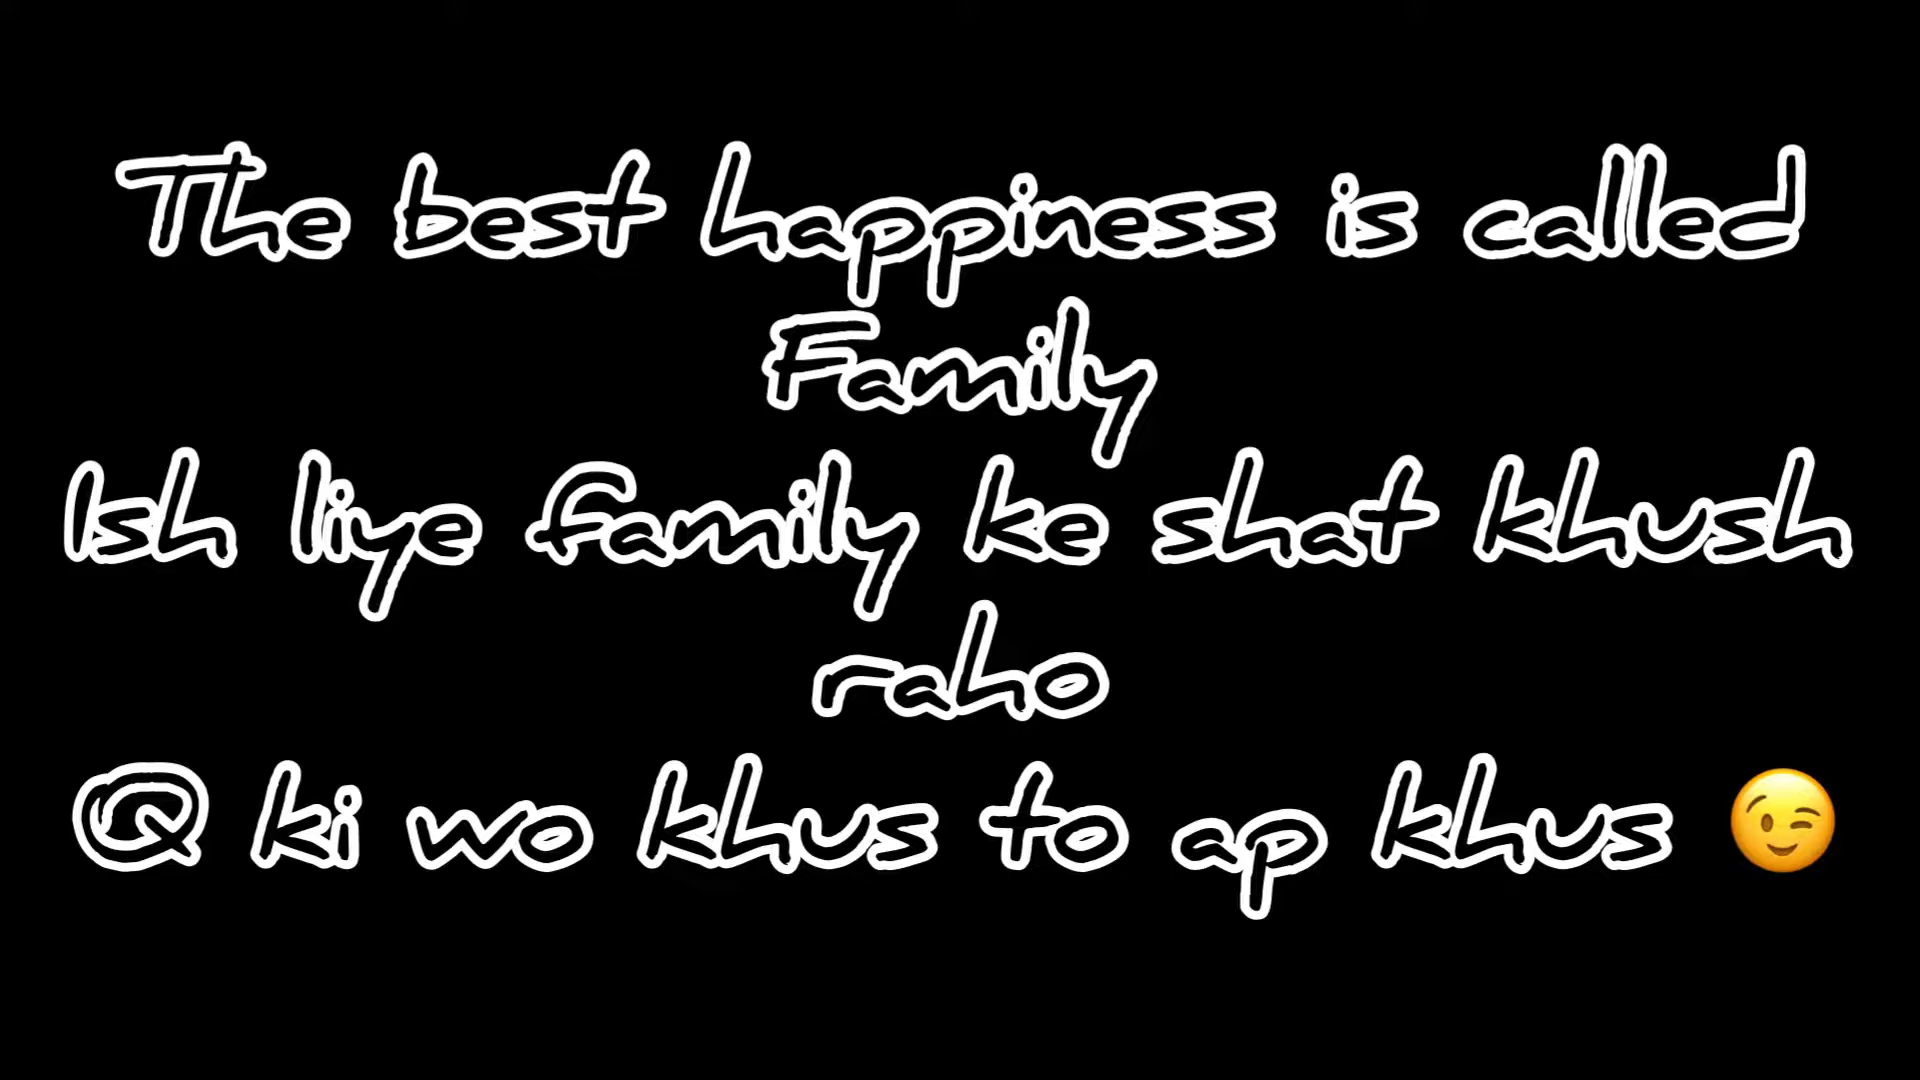 The best happiness is called
Family
Ish liye family ke shat khush
raho
Q ki wo khus to ap khus 😉